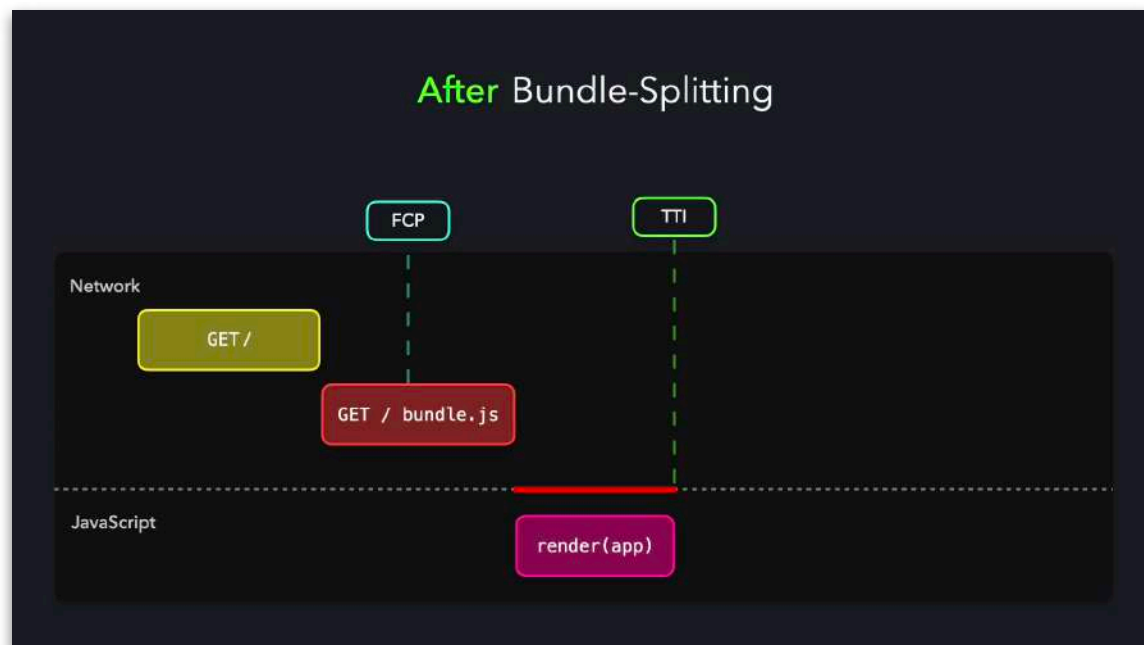 After Bundle-Splitting
FCP
TTI
Network
GET /
GET / bundle.js
JavaScript
render(app)